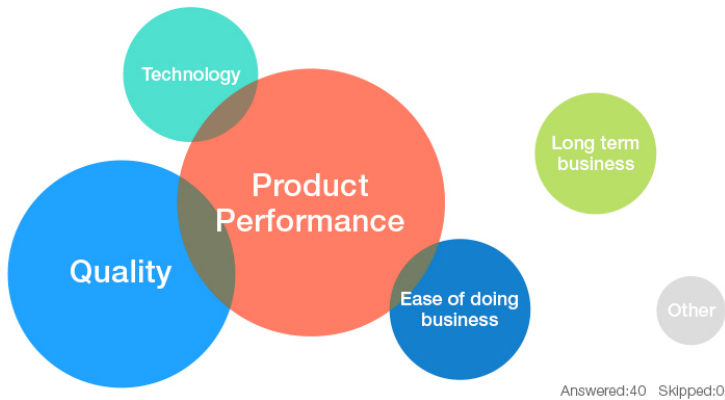 Technology
Product
Performance
Long term
business
Quality
Ease of doing
business
Other
Answered:40 Skipped:0